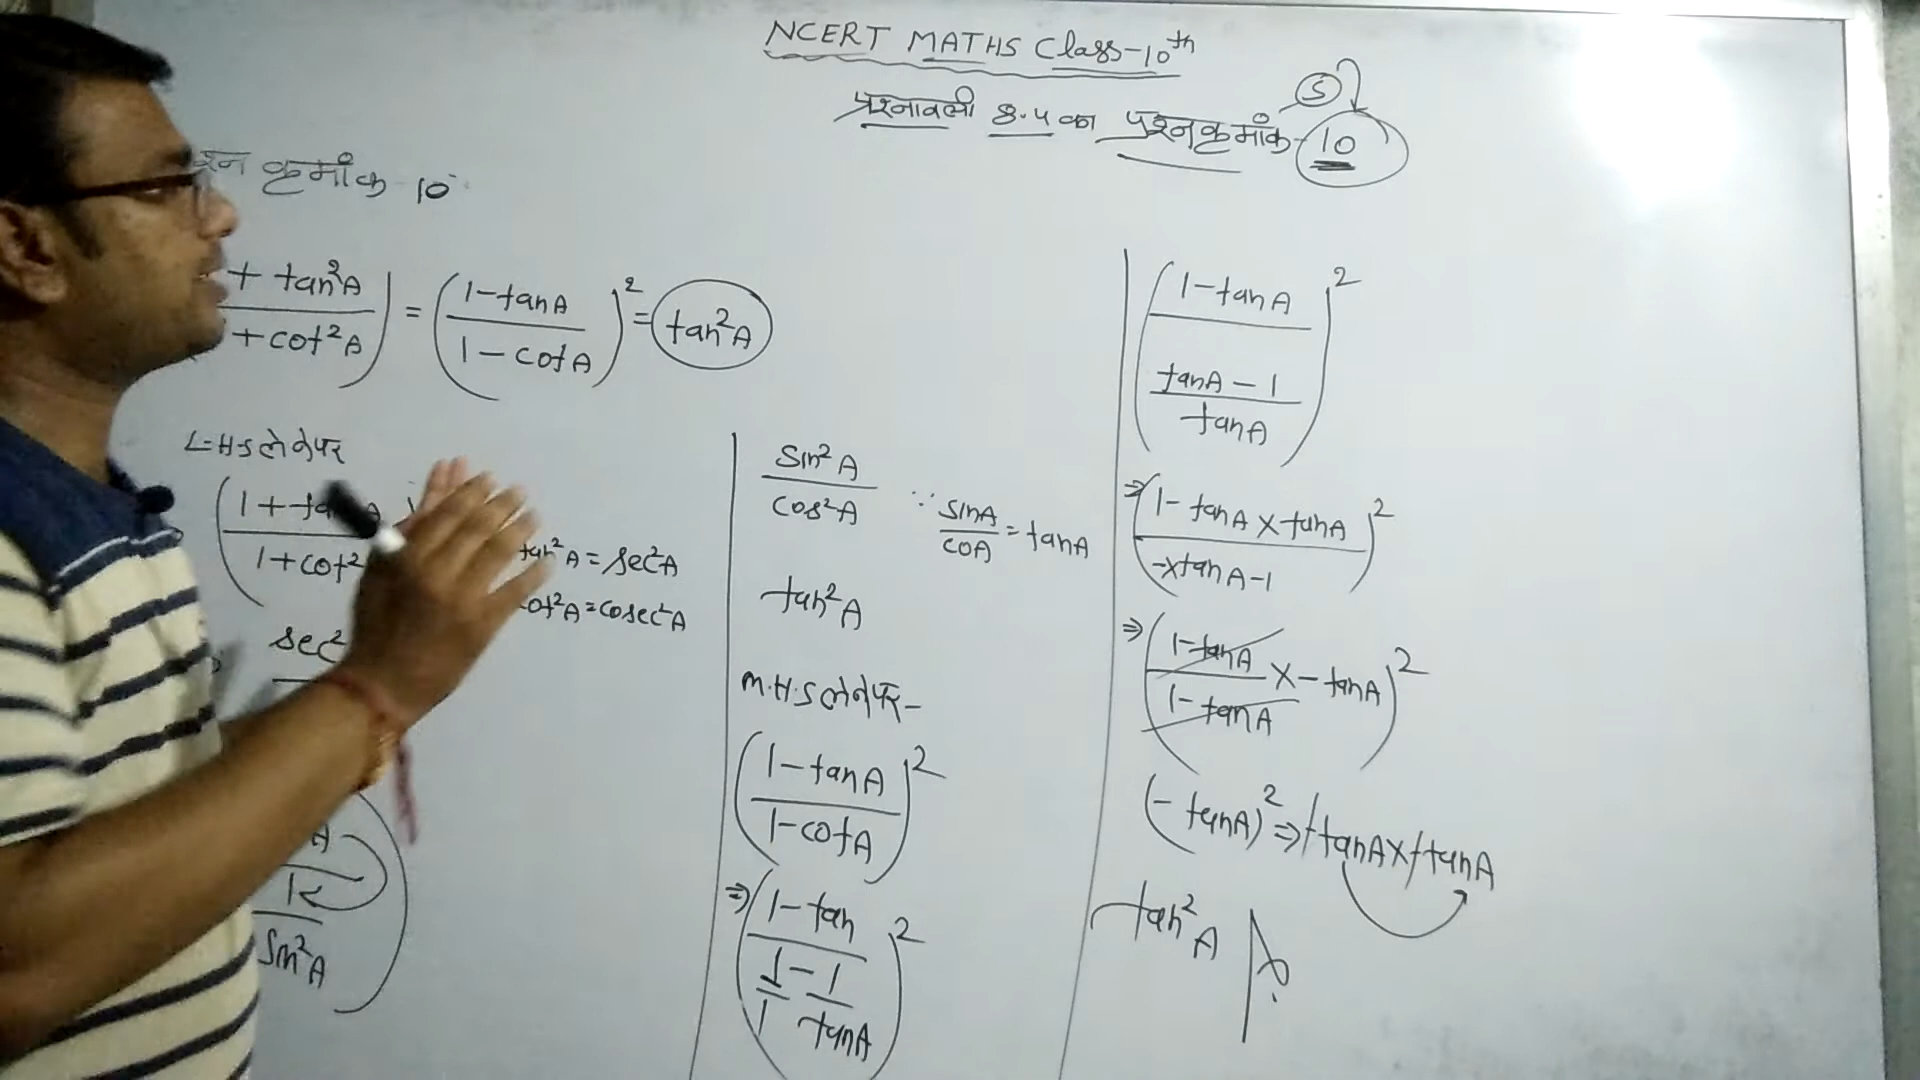 NCERT MATHS Class-10th
प्रश्नावली 8.4 का प्रश्न क्रमांक-10
5
श्न क्रमांक-10
+ tan²A
+ cot²A
= (1-tanA / 1-cotA)² = tan²A
L.H.S लेने पर
1+ta A
1+cot²
tan²A = sec²A
cot²A = cosec²A
sec²
A
1
Sin²A
Sin²A / Cos²A ∵ SinA / CoA = tanA
tan²A
M.H.S लेने पर-
(1-tanA / 1-cotA)²
⇒ (1-tan / 1/1 - 1/tanA)²
(1-tanA / tanA-1 / tanA)²
⇒ (1-tanA×tanA / -×tanA-1)²
⇒ (1-tanA / 1-tanA × -tanA)²
(-tanA)² ⇒ +tanA×+tanA
tan²A